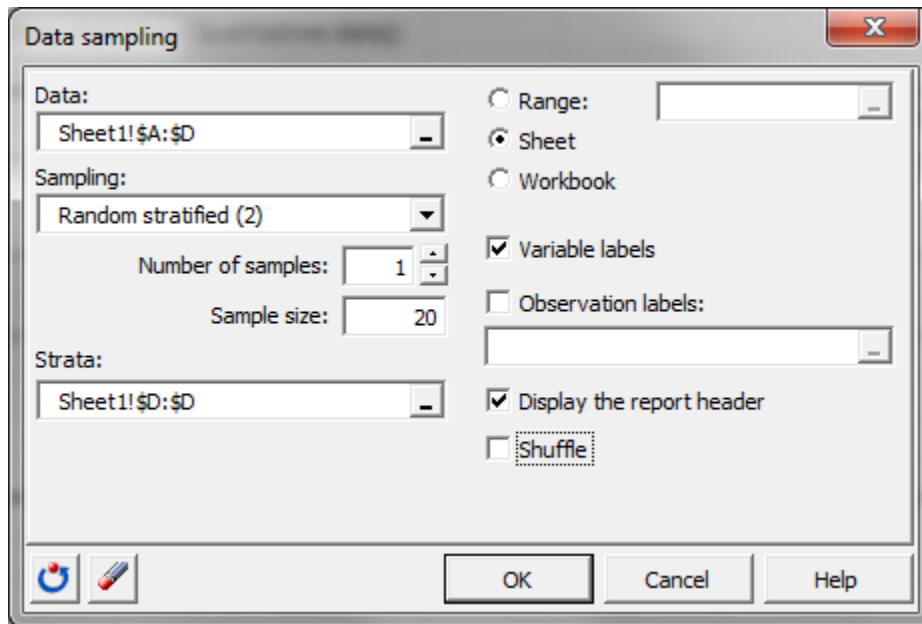 Data sampling
Data:
Sheet1!$A:$D
Sampling:
Random stratified (2)
Number of samples: 1
Sample size: 20
Strata:
Sheet1!$D:$D
Range:
Sheet
Workbook
Variable labels
Observation labels:
Display the report header
Shuffle
OK
Cancel
Help